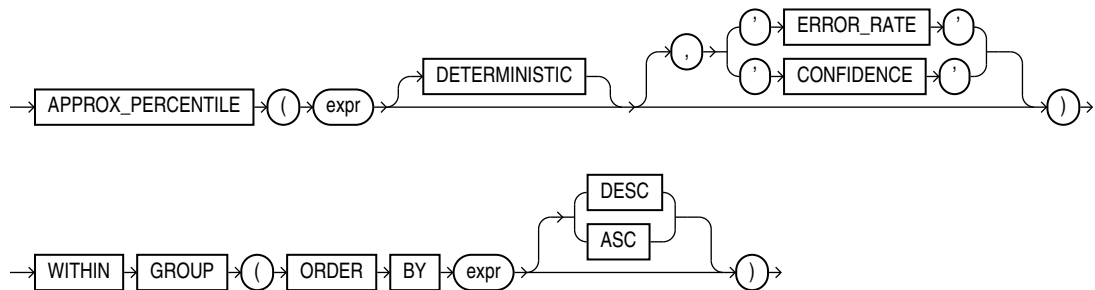 ' ERROR_RATE '
DETERMINISTIC , ' CONFIDENCE '
APPROX_PERCENTILE ( expr )
DESC
ASC
WITHIN GROUP ( ORDER BY expr )